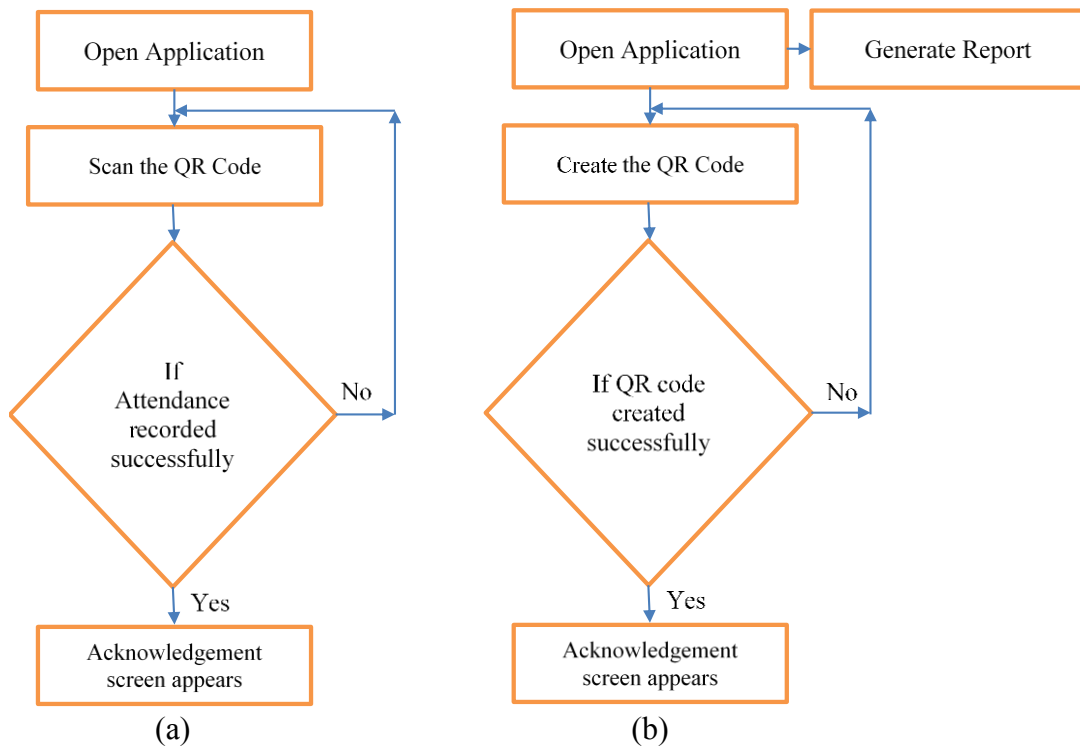 Open Application
Scan the QR Code
If
Attendance
recorded
successfully
No
Yes
Acknowledgement
screen appears
(a)
Open Application
Generate Report
Create the QR Code
If QR code
created
successfully
No
Yes
Acknowledgement
screen appears
(b)